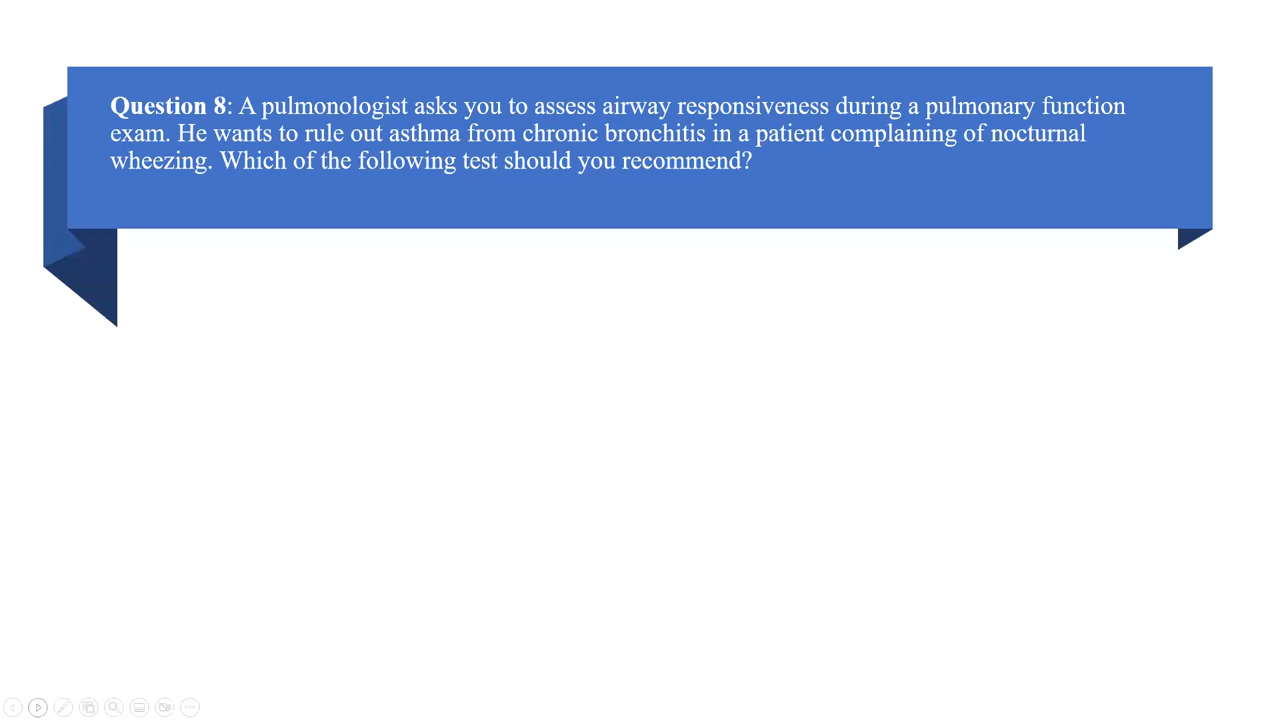 Question 8: A pulmonologist asks you to assess airway responsiveness during a pulmonary function
exam. He wants to rule out asthma from chronic bronchitis in a patient complaining of nocturnal
wheezing. Which of the following test should you recommend?